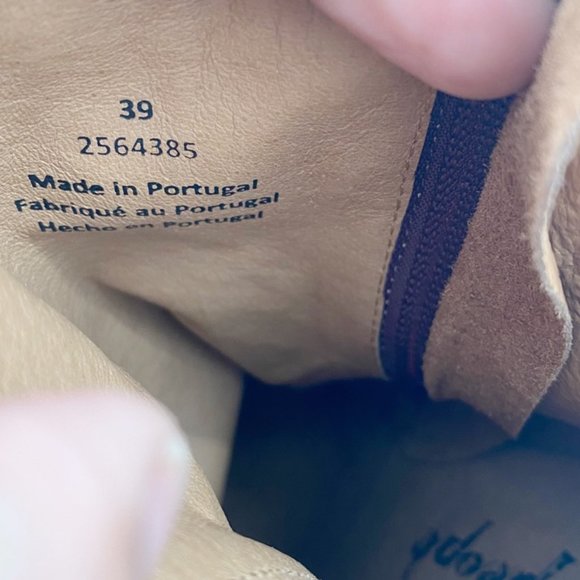 39
2564385
Made in Portugal
Fabriqué au Portugal
Hecho en Portugal